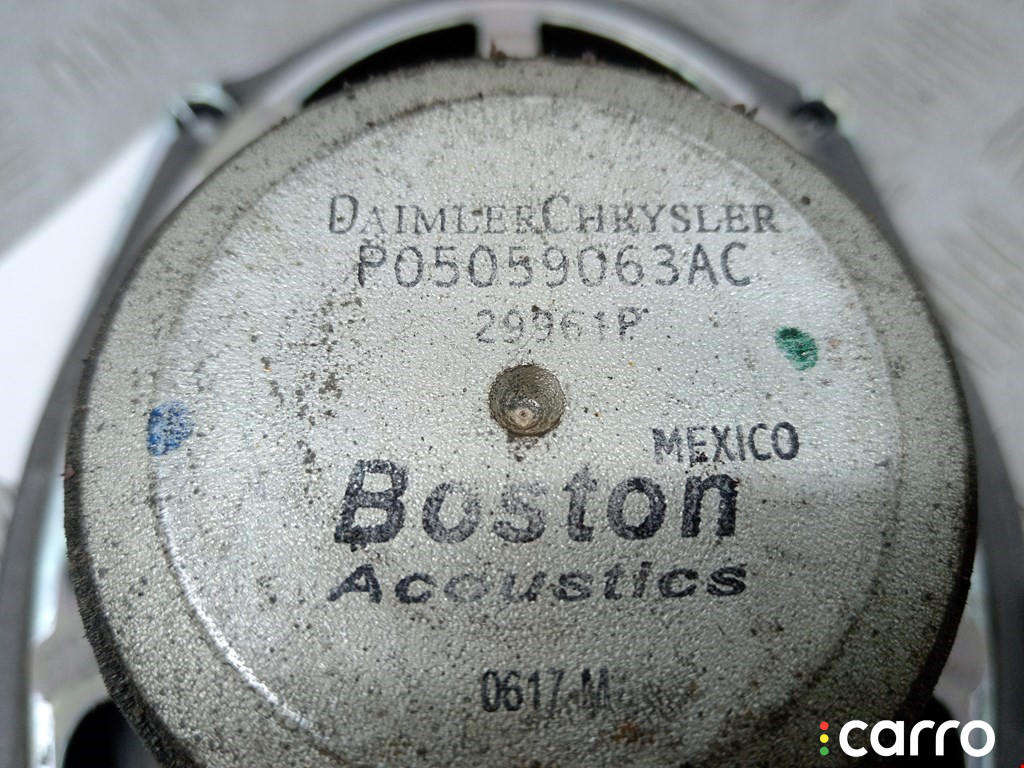 DAIMLERCHRYSLER
P05059063AC
29961P
MEXICO
Boston
Acoustics
0617 M
carro